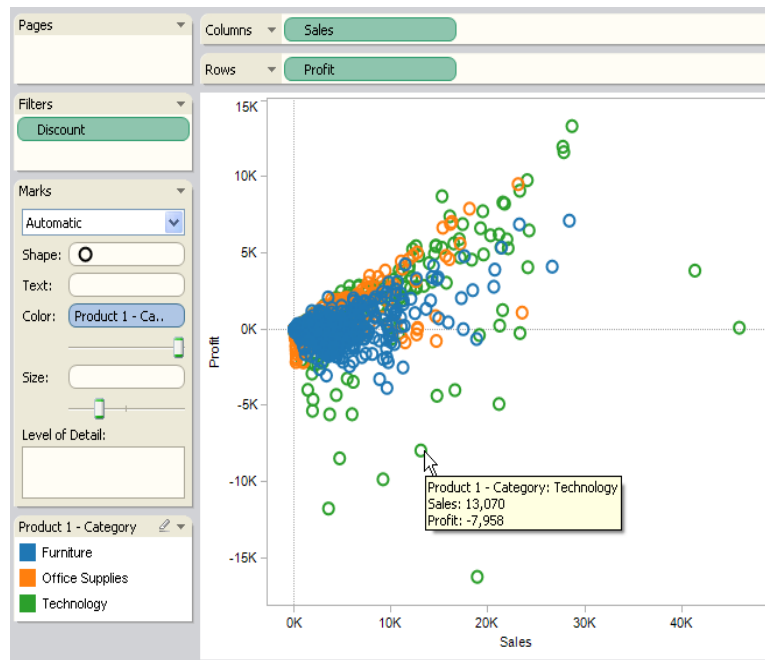 Pages
Columns
Sales
Rows
Profit
Filters
Discount
Marks
Automatic
Shape:
Text:
Color:
Product 1 - Ca..
Size:
Level of Detail:
Product 1 - Category
Furniture
Office Supplies
Technology
15K
10K
5K
0K
-5K
-10K
-15K
Profit
Product 1 - Category: Technology
Sales: 13,070
Profit: -7,958
0K 10K 20K 30K 40K
Sales